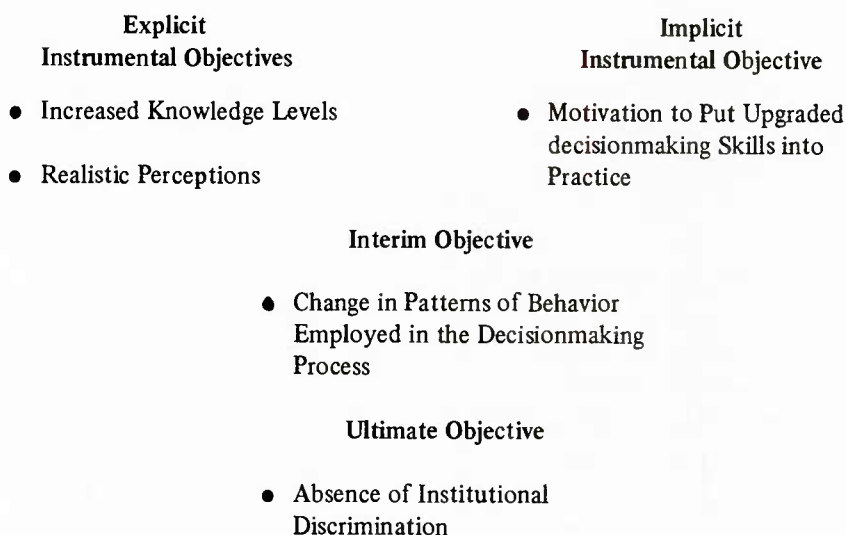 Explicit
Instrumental Objectives
• Increased Knowledge Levels
• Realistic Perceptions
Implicit
Instrumental Objective
• Motivation to Put Upgraded
decisionmaking Skills into
Practice
Interim Objective
• Change in Patterns of Behavior
Employed in the Decisionmaking
Process
Ultimate Objective
• Absence of Institutional
Discrimination